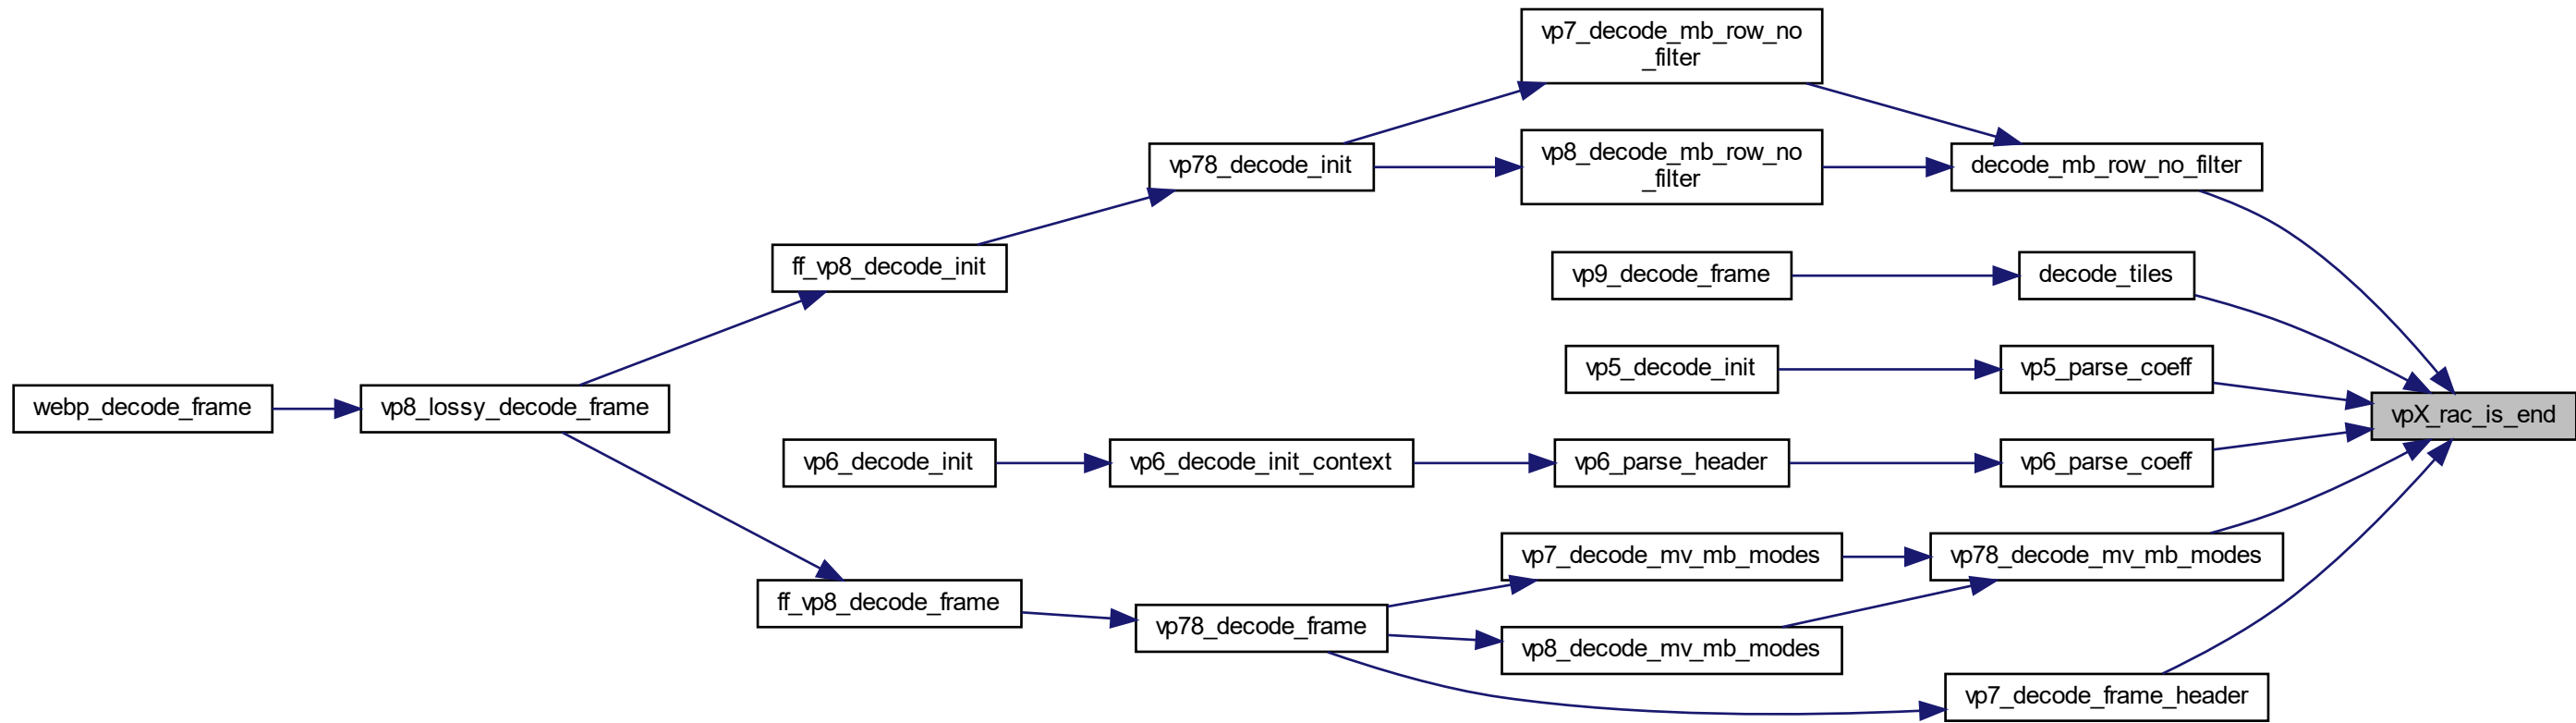 vp7_decode_mb_row_no
_filter
vp8_decode_mb_row_no
_filter
vp78_decode_init
decode_mb_row_no_filter
ff_vp8_decode_init
vp9_decode_frame
decode_tiles
vp5_decode_init
vp5_parse_coeff
webp_decode_frame
vp8_lossy_decode_frame
vpX_rac_is_end
vp6_decode_init
vp6_decode_init_context
vp6_parse_header
vp6_parse_coeff
vp7_decode_mv_mb_modes
vp78_decode_mv_mb_modes
ff_vp8_decode_frame
vp78_decode_frame
vp8_decode_mv_mb_modes
vp7_decode_frame_header